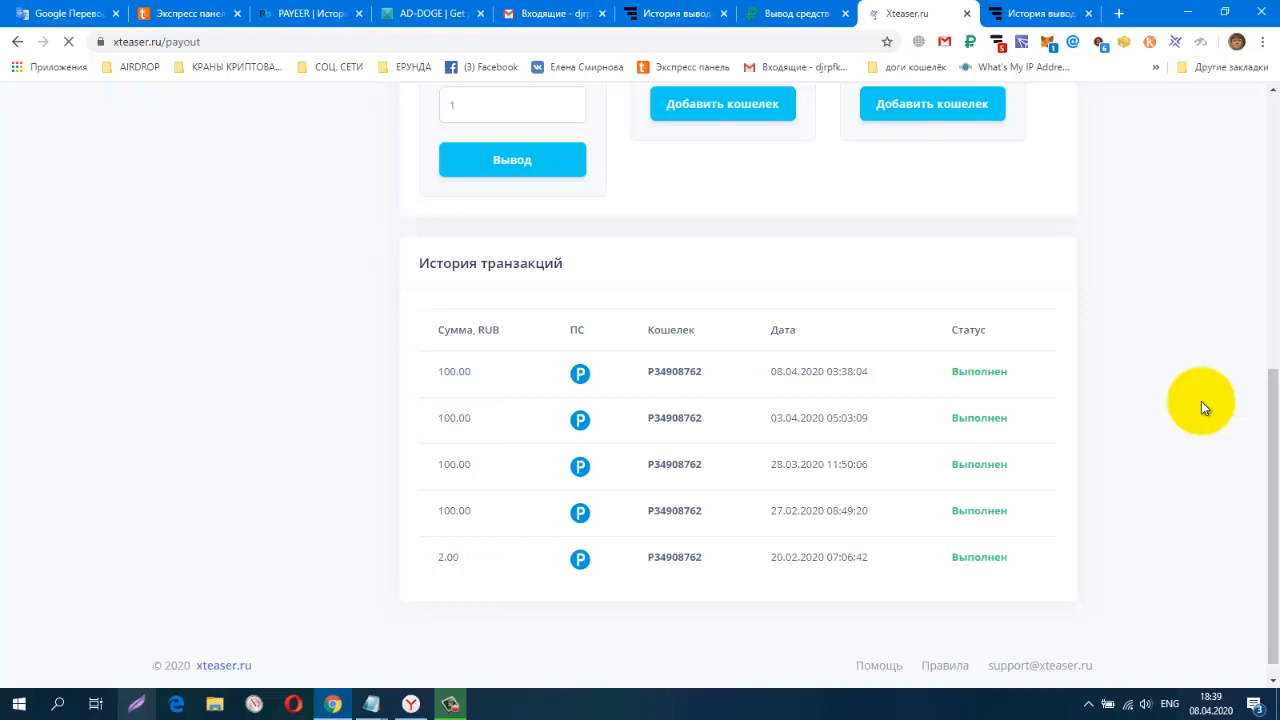 Google Перевод
Экспресс панел
PAYEER | Истори
AD-DOGE | Get
Входящие - djrp
История вывод
Вывод средств
Xteaser.ru
История вывод
xteaser.ru/payout
Приложения
AIRDROP
КРАНЫ КРИПТОВА...
СОЦ. СЕТИ
ЕРУНДА
(3) Facebook
Елена Смирнова
Экспресс панель
Входящие - djrpfk...
доги кошелёк
What's My IP Addre...
»
Другие закладки
1
Добавить кошелек
Добавить кошелек
Вывод
История транзакций
Сумма, RUB ПС Кошелек Дата Статус
100.00 P P34908762 08.04.2020 03:38:04 Выполнен
100.00 P P34908762 03.04.2020 05:03:09 Выполнен
100.00 P P34908762 28.03.2020 11:50:06 Выполнен
100.00 P P34908762 27.02.2020 08:49:20 Выполнен
2.00 P P34908762 20.02.2020 07:06:42 Выполнен
© 2020 xteaser.ru
Помощь Правила support@xteaser.ru
ENG
18:39
08.04.2020
3